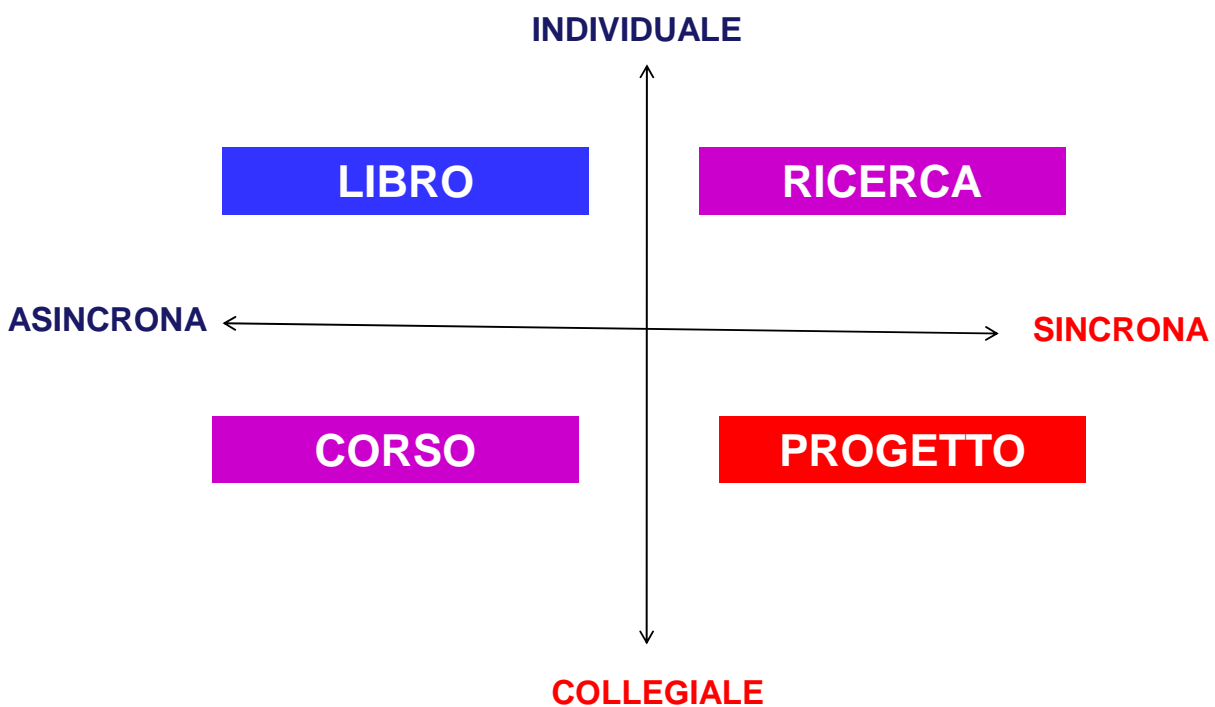 INDIVIDUALE
LIBRO
RICERCA
ASINCRONA
SINCRONA
CORSO
PROGETTO
COLLEGIALE